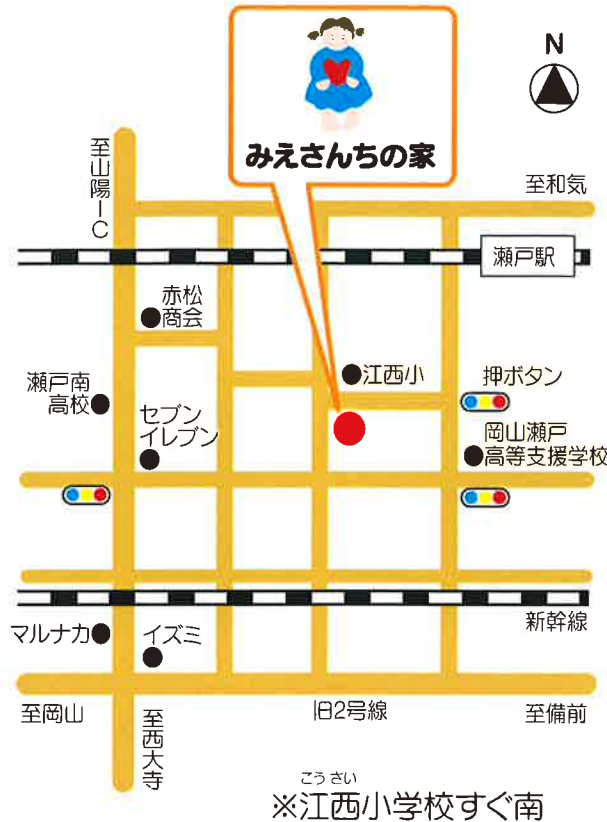 みえさんちの家
N
至山陽IC
至和気
瀬戸駅
赤松
商会
江西小
押ボタン
瀬戸南
高校
セブン
イレブン
岡山瀬戸
高等支援学校
新幹線
マルナカ
イズミ
至岡山
至西大寺
旧2号線
至備前
こうさい
※江西小学校すぐ南